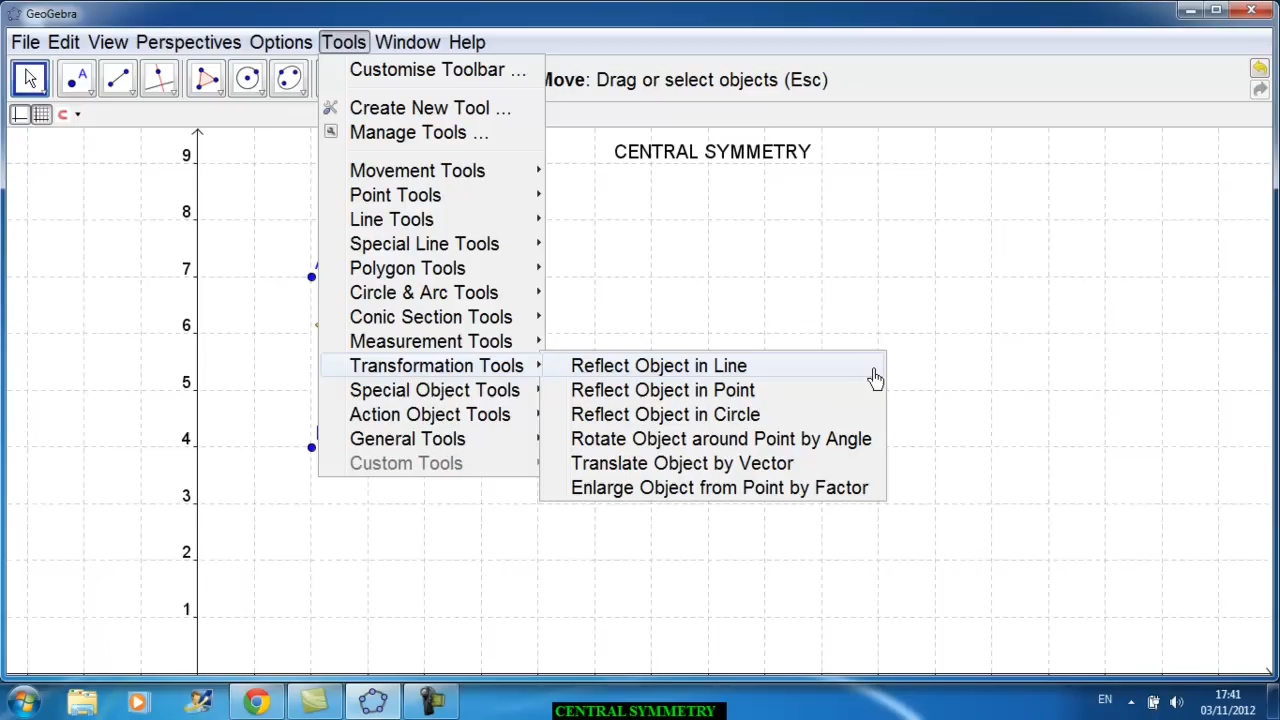 GeoGebra
File Edit View Perspectives Options Tools Window Help
A
Move: Drag or select objects (Esc)
Customise Toolbar ...
Create New Tool ...
Manage Tools ...
Movement Tools
Point Tools
Line Tools
Special Line Tools
Polygon Tools
Circle & Arc Tools
Conic Section Tools
Measurement Tools
Transformation Tools
Special Object Tools
Action Object Tools
General Tools
Custom Tools
Reflect Object in Line
Reflect Object in Point
Reflect Object in Circle
Rotate Object around Point by Angle
Translate Object by Vector
Enlarge Object from Point by Factor
CENTRAL SYMMETRY
9
8
7
6
5
4
3
2
1
EN
17:41
03/11/2012
CENTRAL SYMMETRY